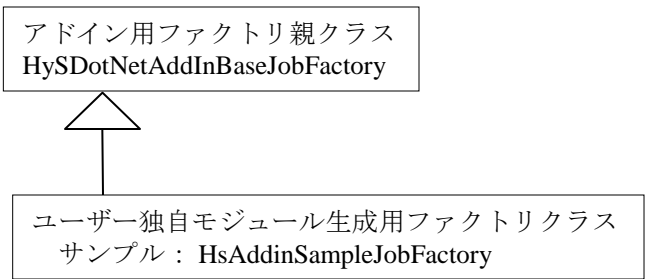 アドイン用ファクトリ親クラス
HySDotNetAddInBaseJobFactory
ユーザー独自モジュール生成用ファクトリクラス
サンプル： HsAddinSampleJobFactory